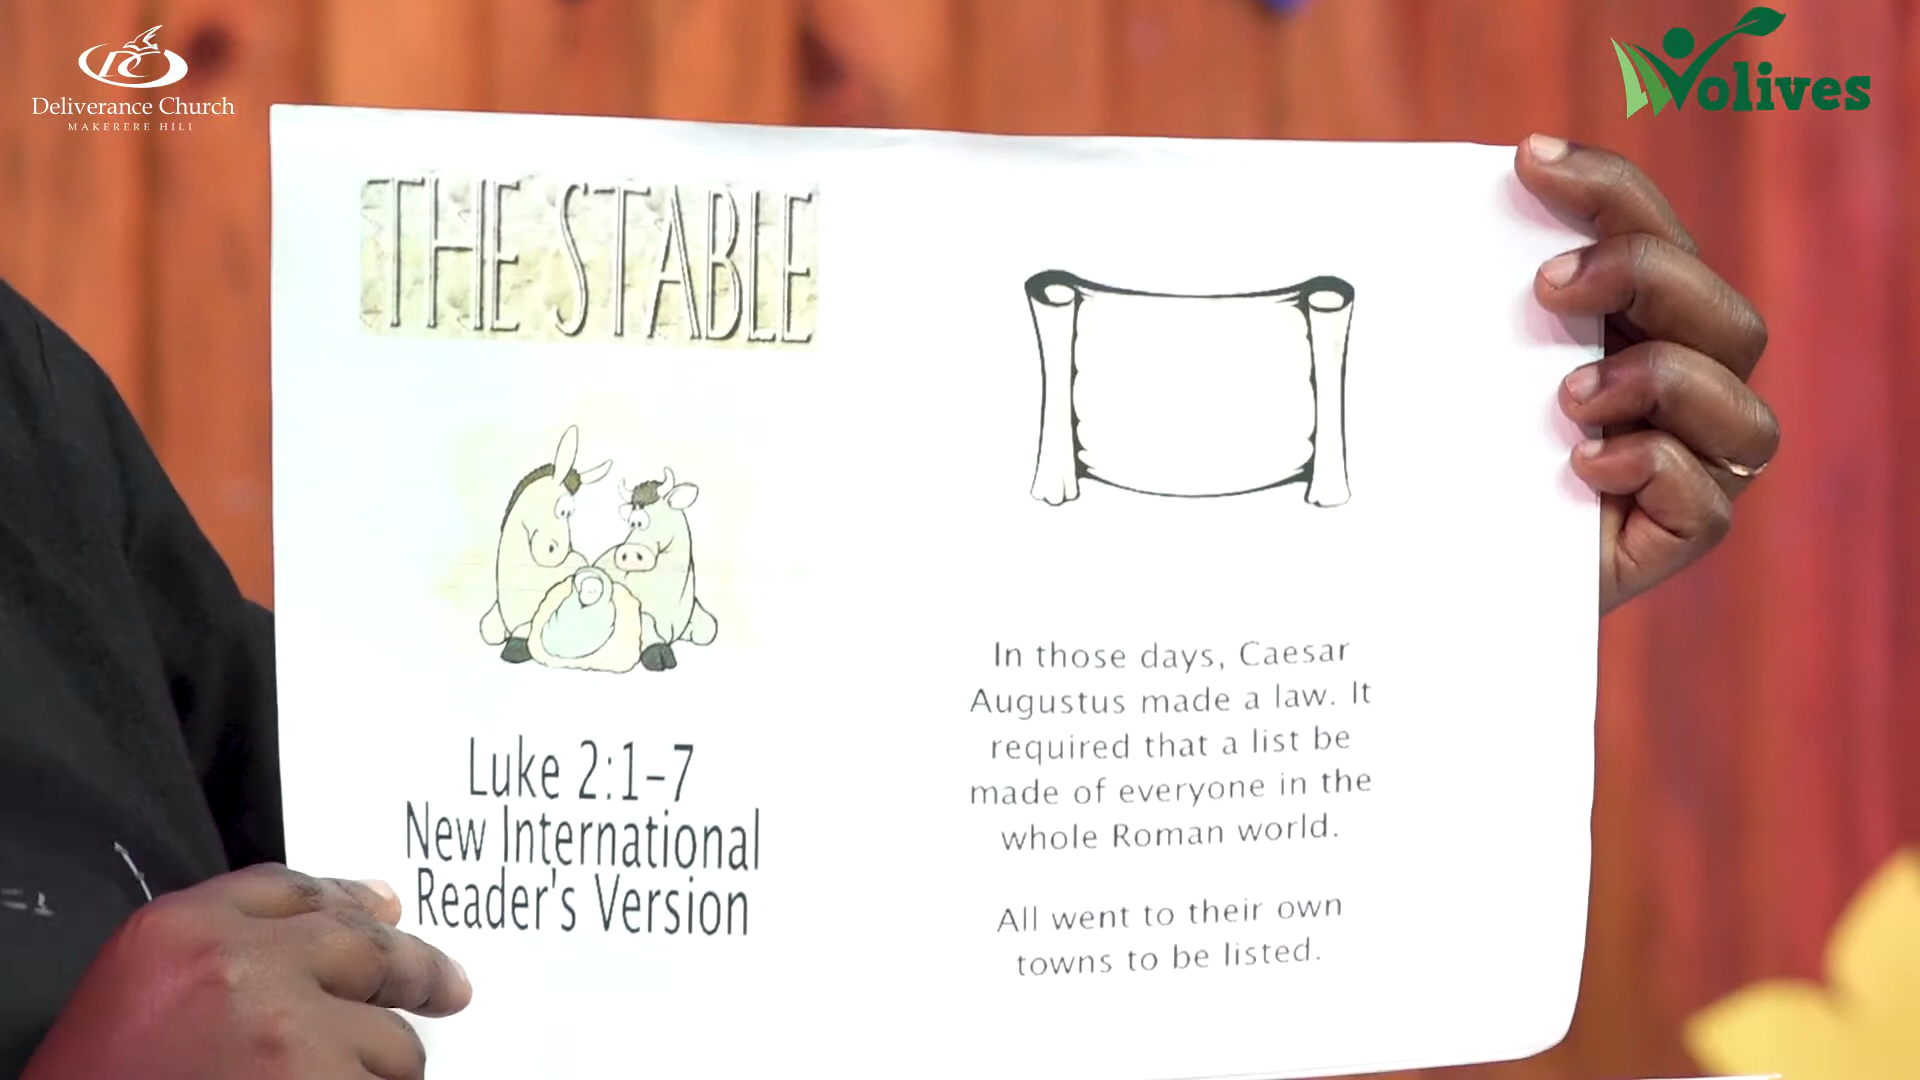 Deliverance Church
MAKERERE HILL
Wolives
THE STABLE
Luke 2:1–7
New International
Reader's Version
In those days, Caesar
Augustus made a law. It
required that a list be
made of everyone in the
whole Roman world.
All went to their own
towns to be listed.